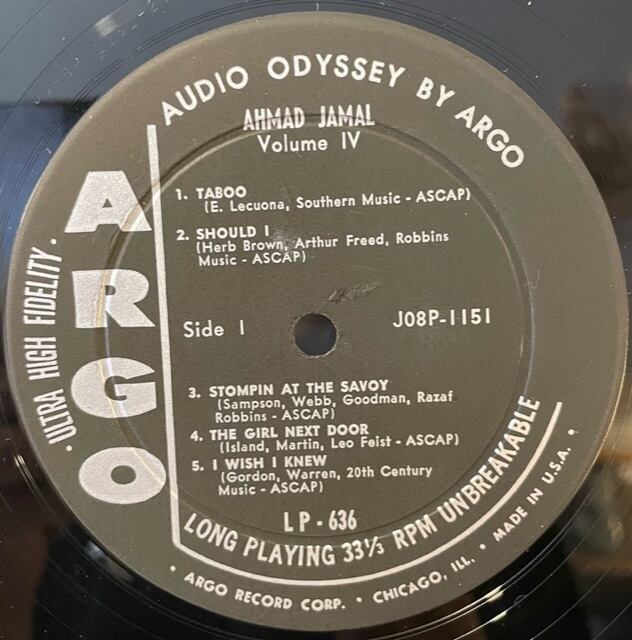 AUDIO ODYSSEY BY ARGO
AHMAD JAMAL
Volume IV
1. TABOO
(E. Lecuona, Southern Music - ASCAP)
2. SHOULD I
(Herb Brown, Arthur Freed, Robbins
Music - ASCAP)
Side 1
J08P-1151
3. STOMPIN AT THE SAVOY
(Sampson, Webb, Goodman, Razaf
Robbins - ASCAP)
4. THE GIRL NEXT DOOR
(Island, Martin, Leo Feist - ASCAP)
5. I WISH I KNEW
(Gordon, Warren, 20th Century
Music - ASCAP)
LP - 636
LONG PLAYING 33⅓ RPM UNBREAKABLE
• ARGO RECORD CORP. • CHICAGO, ILL. • MADE IN U.S.A. •
• ULTRA HIGH FIDELITY •
ARGO